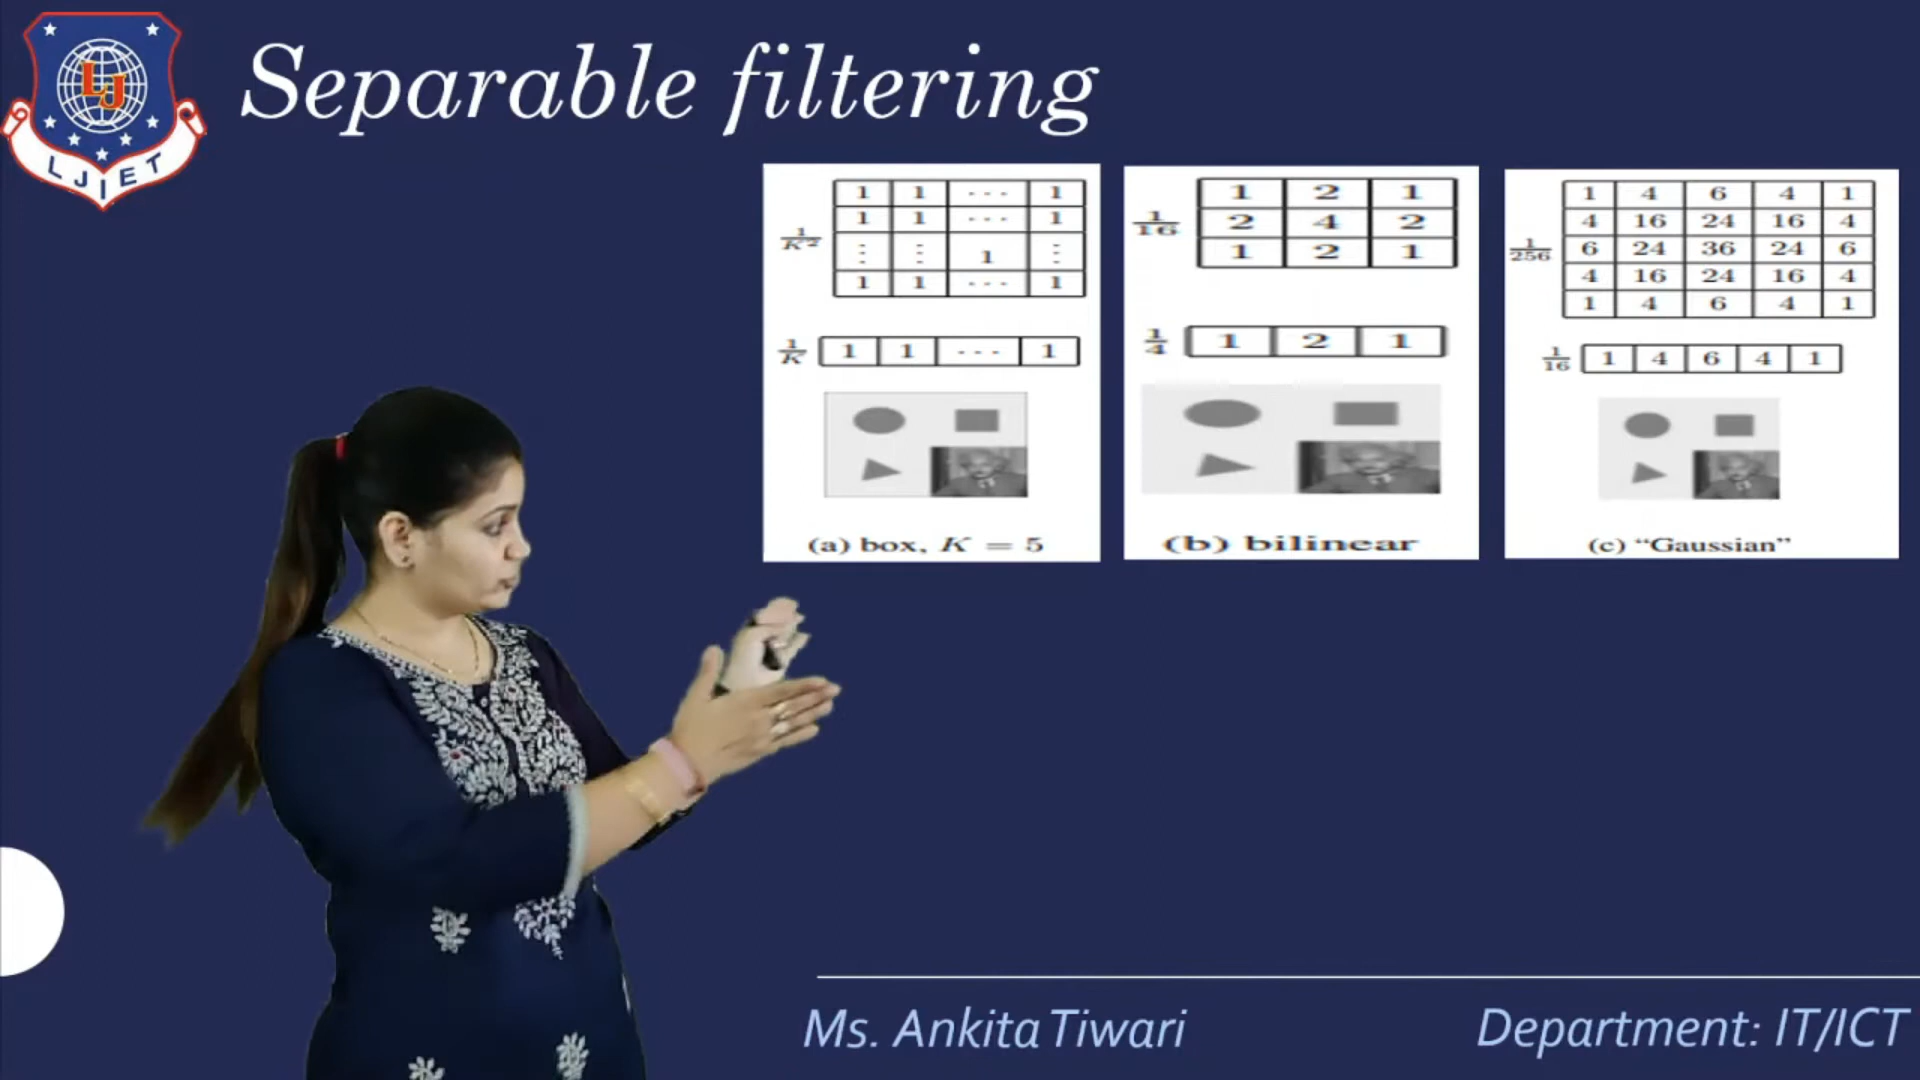 LJ
LJIET
Separable filtering
1/K²
1 1 ··· 1
1 1 ··· 1
⋮ ⋮ 1 ⋮
1 1 ··· 1
1/K 1 1 ··· 1
(a) box, K = 5
1/16
1 2 1
2 4 2
1 2 1
1/4 1 2 1
(b) bilinear
1/256
1 4 6 4 1
4 16 24 16 4
6 24 36 24 6
4 16 24 16 4
1 4 6 4 1
1/16 1 4 6 4 1
(c) “Gaussian”
Ms. Ankita Tiwari
Department: IT/ICT